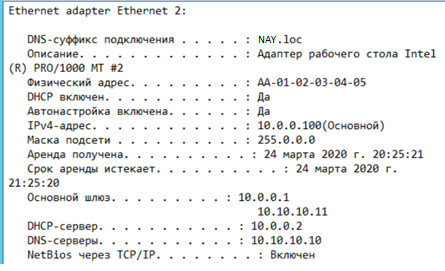 Ethernet adapter Ethernet 2:
DNS-суффикс подключения . . . . . : NAY.loc
Описание. . . . . . . . . . . . . : Адаптер рабочего стола Intel
(R) PRO/1000 MT #2
Физический адрес. . . . . . . . . : AA-01-02-03-04-05
DHCP включен. . . . . . . . . . . : Да
Автонастройка включена. . . . . . : Да
IPv4-адрес. . . . . . . . . . . . : 10.0.0.100(Основной)
Маска подсети . . . . . . . . . . : 255.0.0.0
Аренда получена. . . . . . . . . . : 24 марта 2020 г. 20:25:21
Срок аренды истекает. . . . . . . . . . : 24 марта 2020 г.
21:25:20
Основной шлюз. . . . . . . . . : 10.0.0.1
10.10.10.11
DHCP-сервер. . . . . . . . . . . : 10.0.0.2
DNS-серверы. . . . . . . . . . . : 10.10.10.10
NetBios через TCP/IP. . . . . . . . : Включен